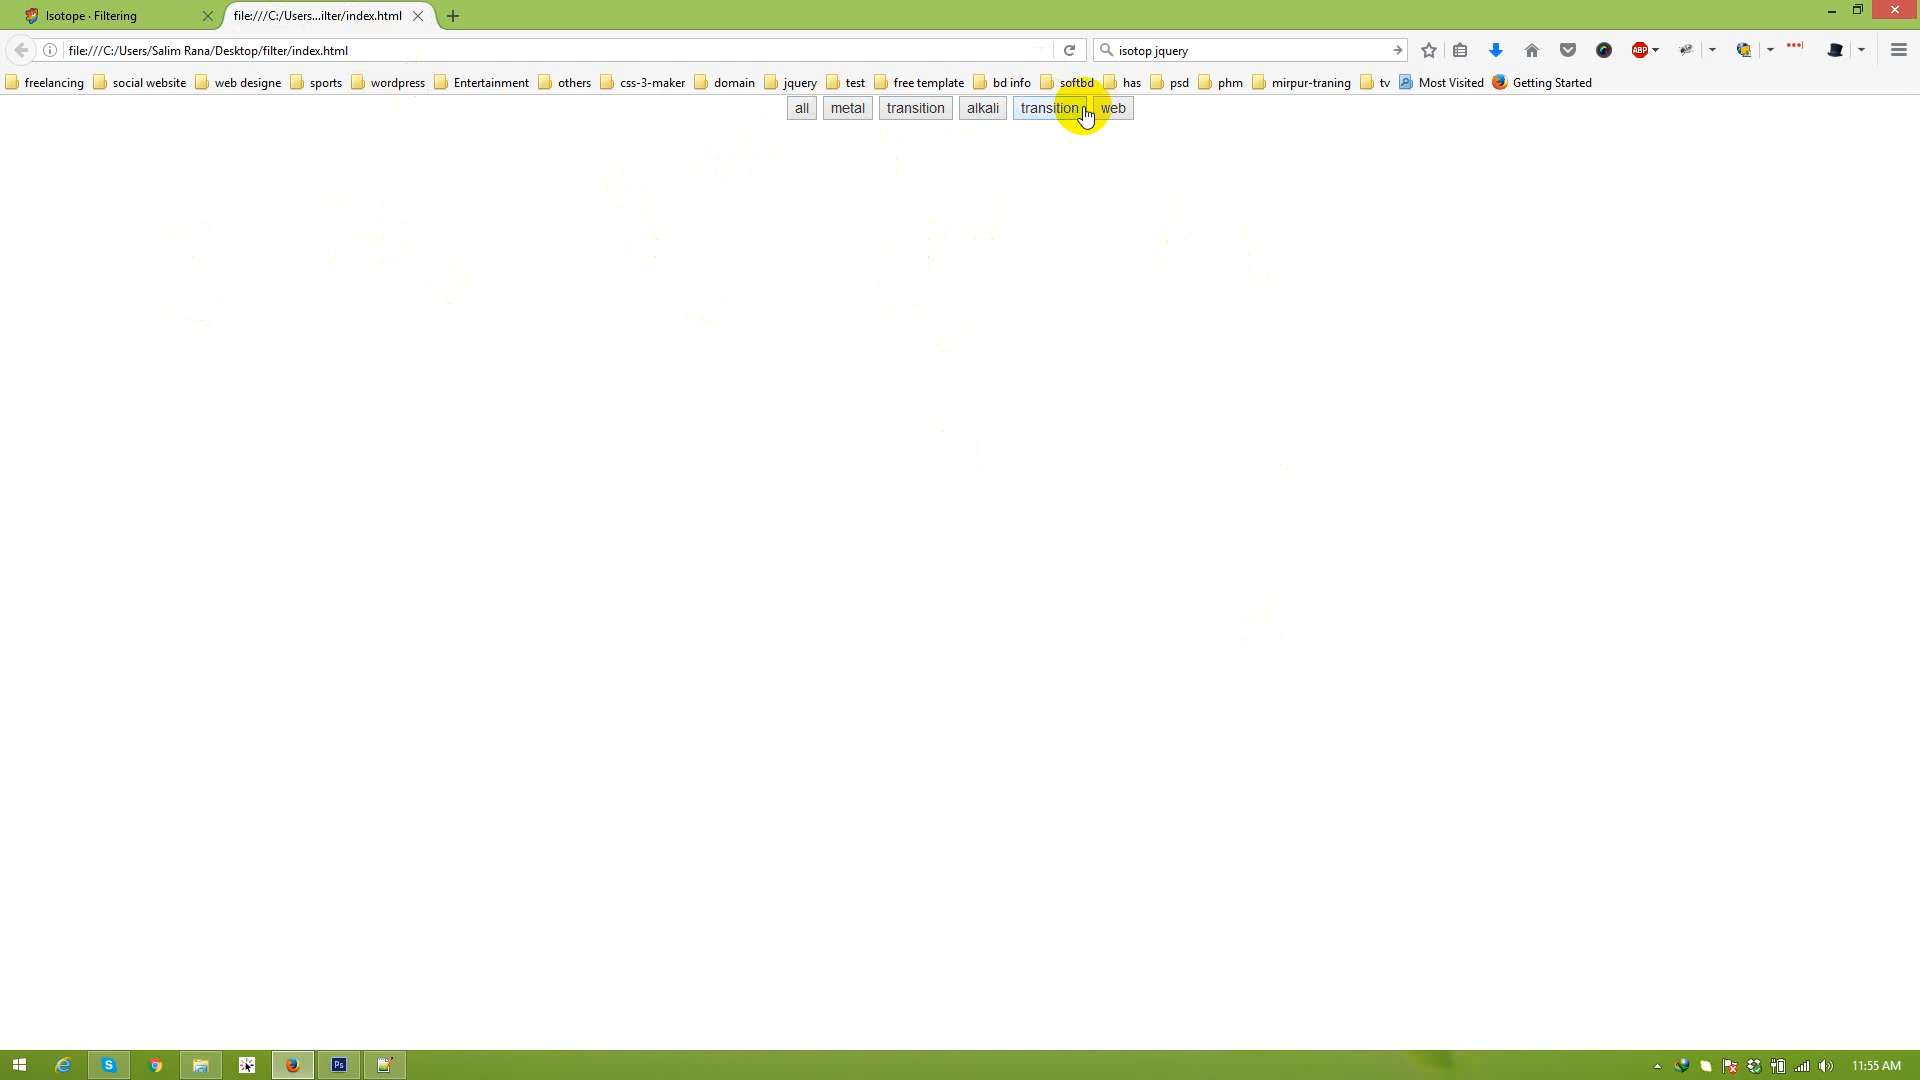 Isotope · Filtering
file:///C:/Users...ilter/index.html
file:///C:/Users/Salim Rana/Desktop/filter/index.html
isotop jquery
ABP
freelancing social website web designe sports wordpress Entertainment others css-3-maker domain jquery test free template bd info softbd has psd phm mirpur-traning tv Most Visited Getting Started
all metal transition alkali transition web
Ps
11:55 AM